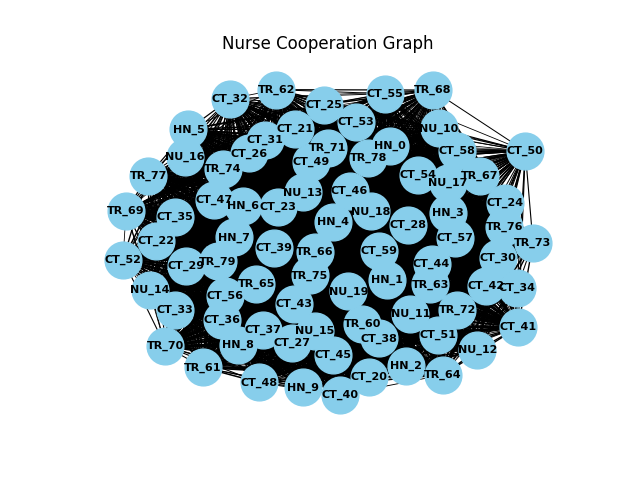 Nurse Cooperation Graph
TR_62
TR_68
CT_55
CT_32
CT_25
CT_53
HN_5
CT_21
NU_10
CT_31
TR_71
HN_0
CT_26
CT_58
CT_50
NU_16
TR_78
CT_49
TR_74
TR_77
CT_54
TR_67
NU_17
CT_46
NU_13
CT_47
CT_24
HN_6
CT_23
TR_69
NU_18
HN_3
CT_35
HN_4
CT_28
TR_76
HN_7
CT_57
CT_22
TR_73
CT_39
TR_66
CT_59
CT_30
CT_52
TR_79
CT_44
CT_29
TR_75
HN_1
TR_65
TR_63
CT_42
CT_34
NU_14
NU_19
CT_56
CT_43
CT_33
TR_72
NU_11
CT_36
TR_60
CT_41
CT_37
NU_15
CT_51
CT_38
CT_27
HN_8
TR_70
NU_12
CT_45
HN_2
TR_61
TR_64
CT_20
CT_48
HN_9
CT_40